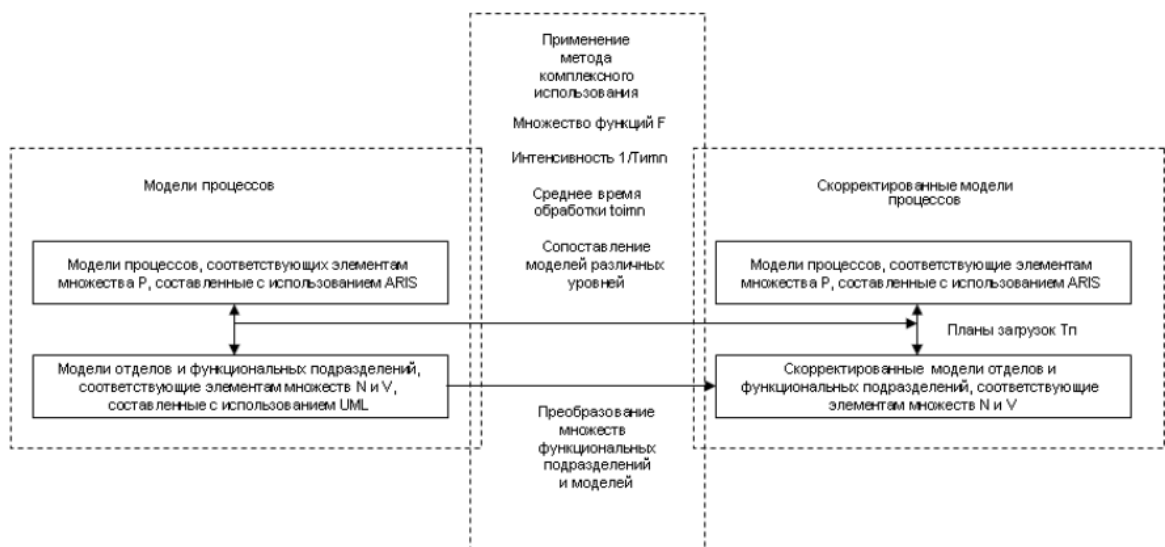 Применение
метода
комплексного
использования
Множество функций F
Интенсивность 1/Tиmn
Среднее время
обработки toimn
Сопоставление
моделей различных
уровней
Модели процессов
Модели процессов, соответствующих элементам
множества P, составленные с использованием ARIS
Модели отделов и функциональных подразделений,
соответствующие элементам множеств N и V,
составленные с использованием UML
Преобразование
множеств
функциональных
подразделений
и моделей
Скорректированные модели
процессов
Модели процессов, соответствующие элементам
множества P, составленные с использованием ARIS
Планы загрузок Tп
Скорректированные модели отделов и
функциональных подразделений, соответствующие
элементам множеств N и V